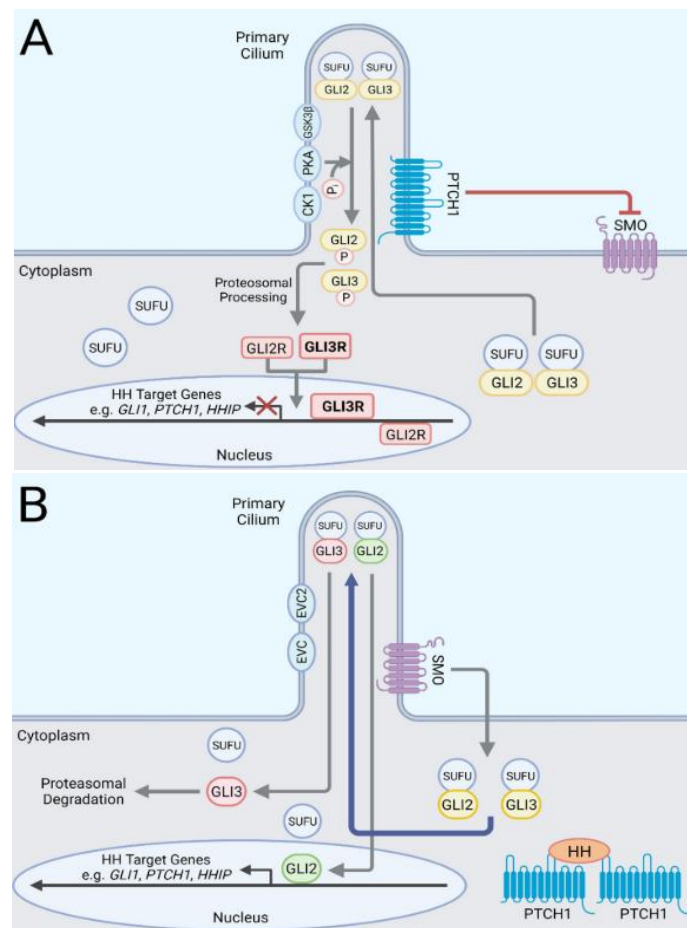 A
Primary
Cilium
SUFU
SUFU
GLI2
GLI3
GSK3β
PKA
CK1
Pi
PTCH1
SMO
GLI2
P
GLI3
P
Cytoplasm
Proteosomal
Processing
SUFU
SUFU
GLI2R
GLI3R
SUFU
SUFU
GLI2
GLI3
HH Target Genes
e.g. GLI1, PTCH1, HHIP
GLI3R
GLI2R
Nucleus
B
Primary
Cilium
SUFU
SUFU
GLI3
GLI2
EVC2
EVC
SMO
Cytoplasm
SUFU
Proteasomal
Degradation
GLI3
SUFU
SUFU
SUFU
GLI2
GLI3
HH Target Genes
e.g. GLI1, PTCH1, HHIP
GLI2
Nucleus
HH
PTCH1
PTCH1